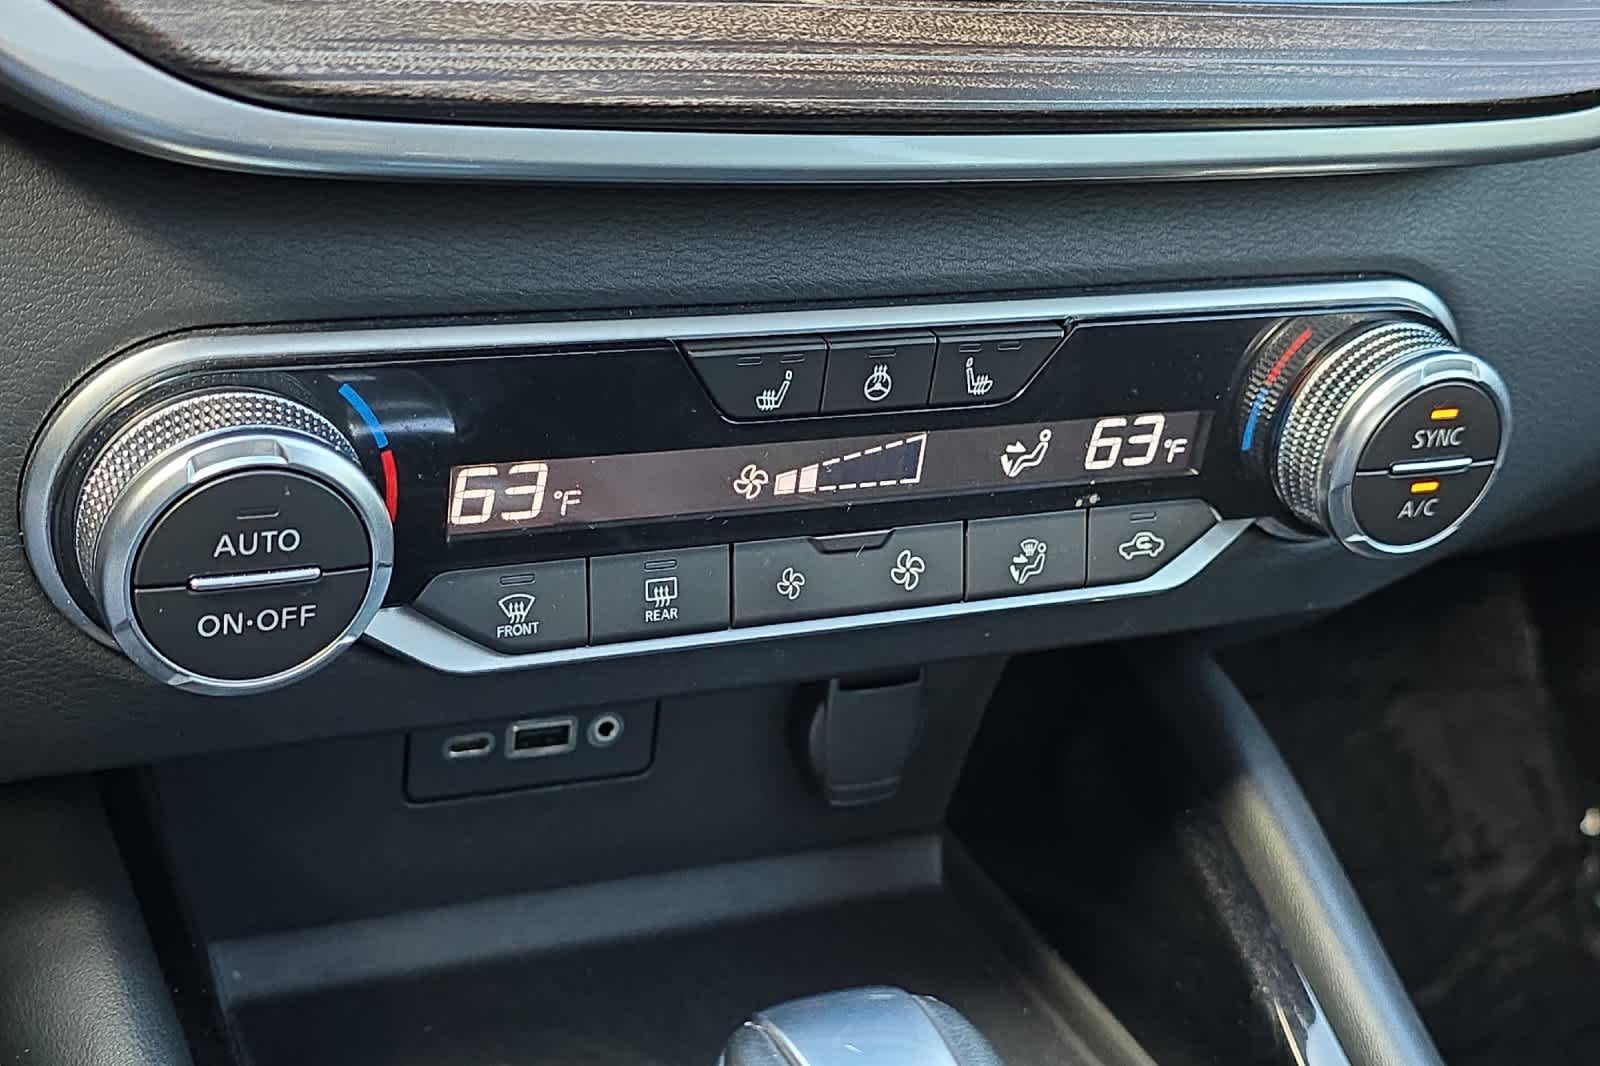 63°F
63°F
SYNC
A/C
AUTO
ON·OFF
FRONT
REAR